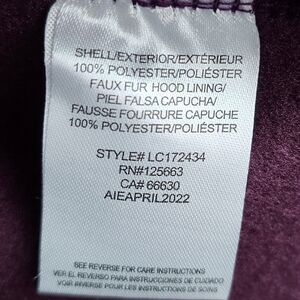 SHELL/EXTERIOR/EXTÉRIEUR
100% POLYESTER/POLIÉSTER
FAUX FUR HOOD LINING/
PIEL FALSA CAPUCHA/
FAUSSE FOURRURE CAPUCHE
100% POLYESTER/POLIÉSTER
STYLE# LC172434
RN#125663
CA# 66630
AIEAPRIL2022
SEE REVERSE FOR CARE INSTRUCTIONS
VER EL REVERSO PARA INSTRUCCIONES DE CUIDADO
VOIR INVERSE POUR LES INSTRUCTIONS DE SOINS